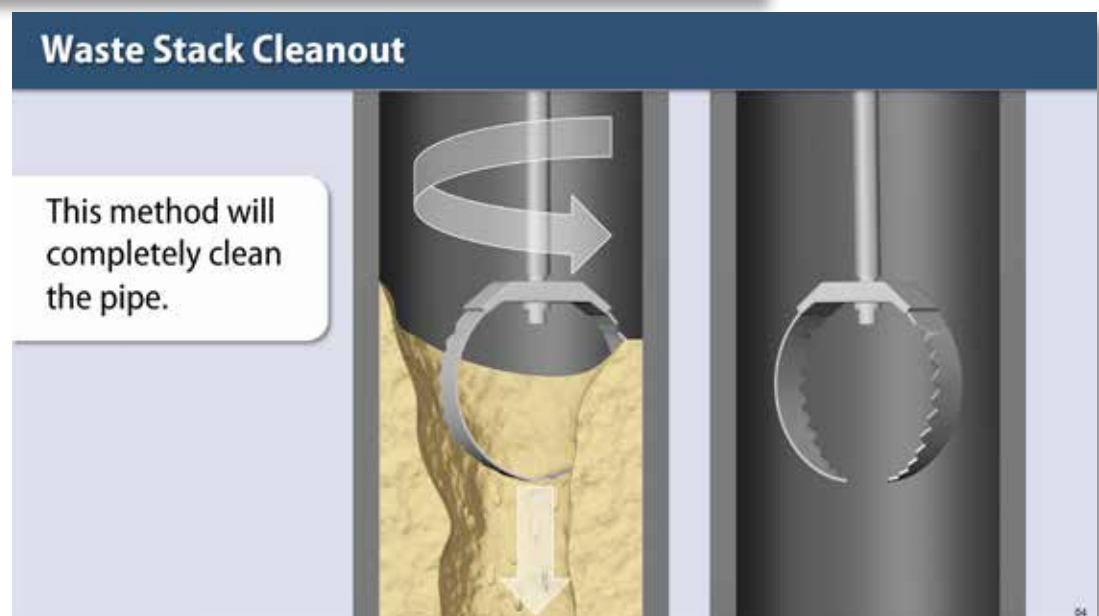 Waste Stack Cleanout
This method will
completely clean
the pipe.